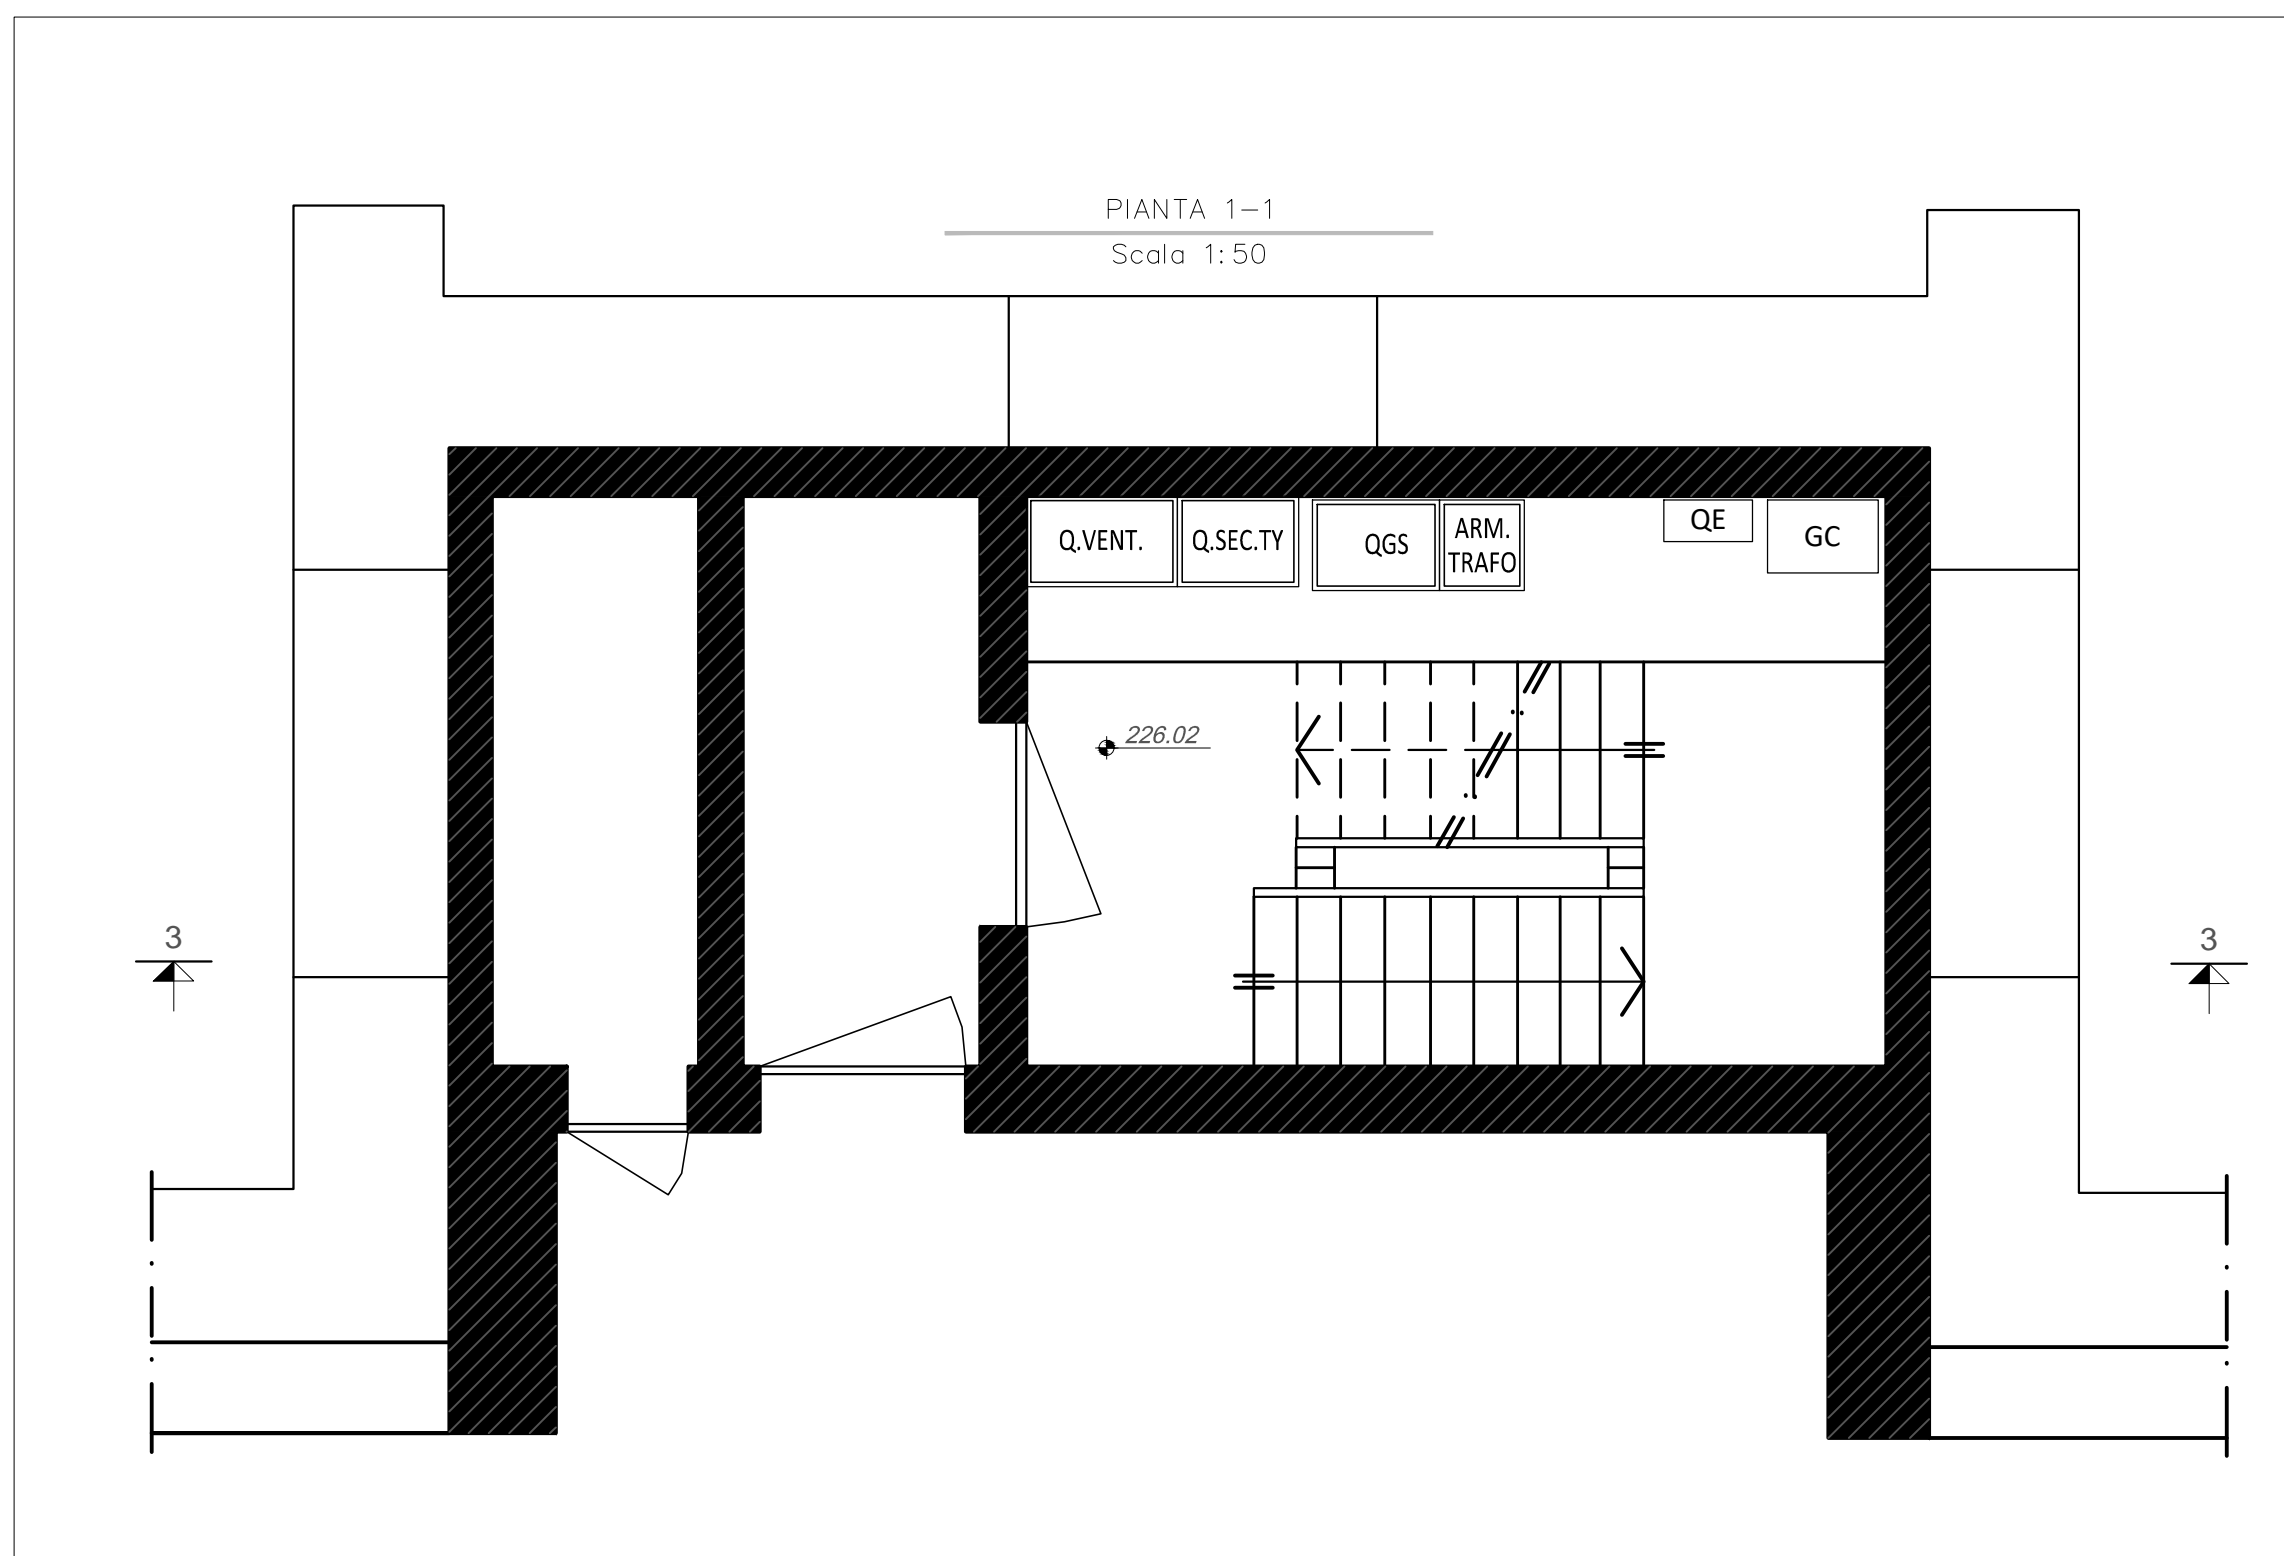 PIANTA 1-1
Scala 1:50
Q.VENT.
Q.SEC.TY
QGS
ARM.
TRAFO
QE
GC
226.02
3
3